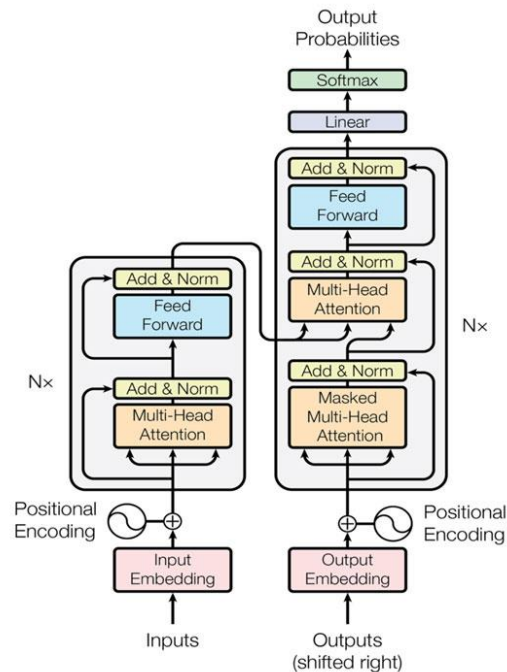 Output
Probabilities
Softmax
Linear
Add & Norm
Feed
Forward
Add & Norm
Multi-Head
Attention
Add & Norm
Masked
Multi-Head
Attention
N×
Add & Norm
Feed
Forward
Add & Norm
Multi-Head
Attention
N×
Positional
Encoding
Positional
Encoding
Input
Embedding
Output
Embedding
Inputs
Outputs
(shifted right)